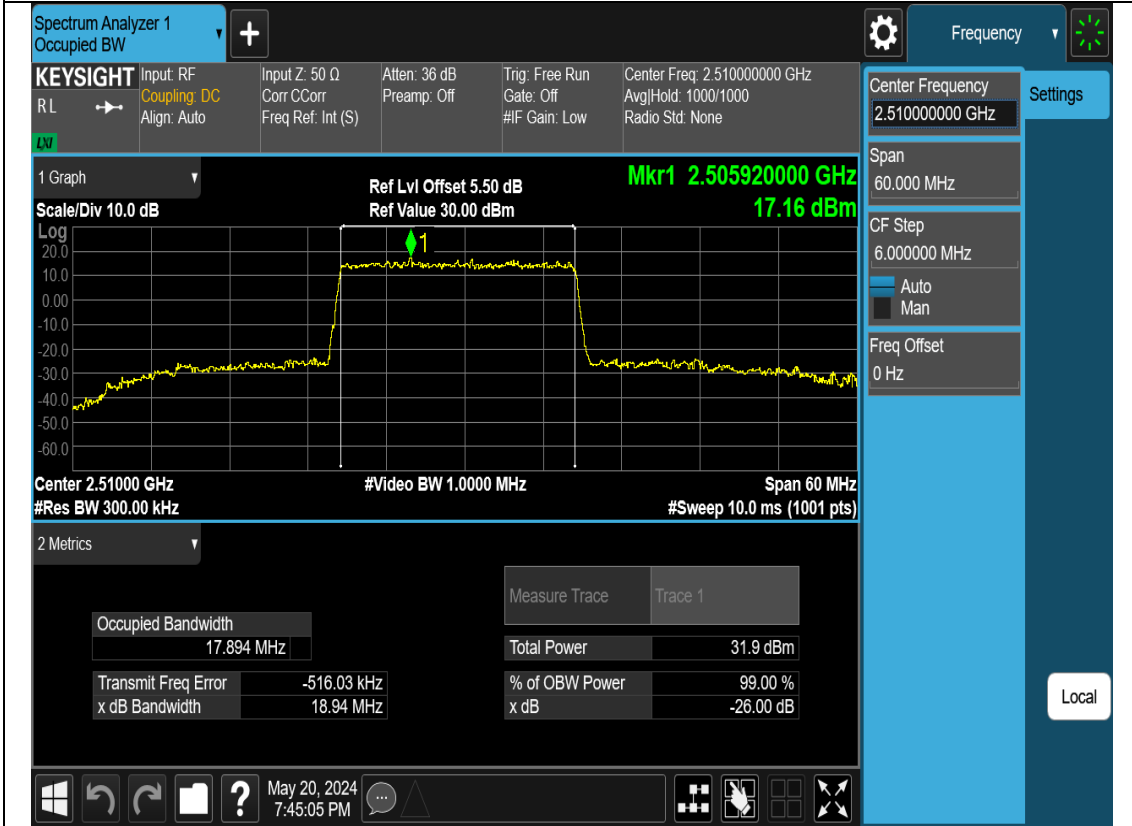 Spectrum Analyzer 1
Occupied BW
+
Frequency
KEYSIGHT
R L
LXI
Input: RF
Coupling: DC
Align: Auto
Input Z: 50 Ω
Corr CCorr
Freq Ref: Int (S)
Atten: 36 dB
Preamp: Off
Trig: Free Run
Gate: Off
#IF Gain: Low
Center Freq: 2.510000000 GHz
Avg|Hold: 1000/1000
Radio Std: None
Center Frequency
2.510000000 GHz
Settings
Span
60.000 MHz
CF Step
6.000000 MHz
Auto
Man
Freq Offset
0 Hz
Local
1 Graph
Scale/Div 10.0 dB
Ref Lvl Offset 5.50 dB
Ref Value 30.00 dBm
Mkr1 2.505920000 GHz
17.16 dBm
Log
1
20.0
10.0
0.00
-10.0
-20.0
-30.0
-40.0
-50.0
-60.0
Center 2.51000 GHz
#Video BW 1.0000 MHz
Span 60 MHz
#Res BW 300.00 kHz
#Sweep 10.0 ms (1001 pts)
2 Metrics
Measure Trace Trace 1
Occupied Bandwidth
17.894 MHz
Total Power 31.9 dBm
Transmit Freq Error -516.03 kHz
% of OBW Power 99.00 %
x dB Bandwidth 18.94 MHz
x dB -26.00 dB
?
May 20, 2024
7:45:05 PM